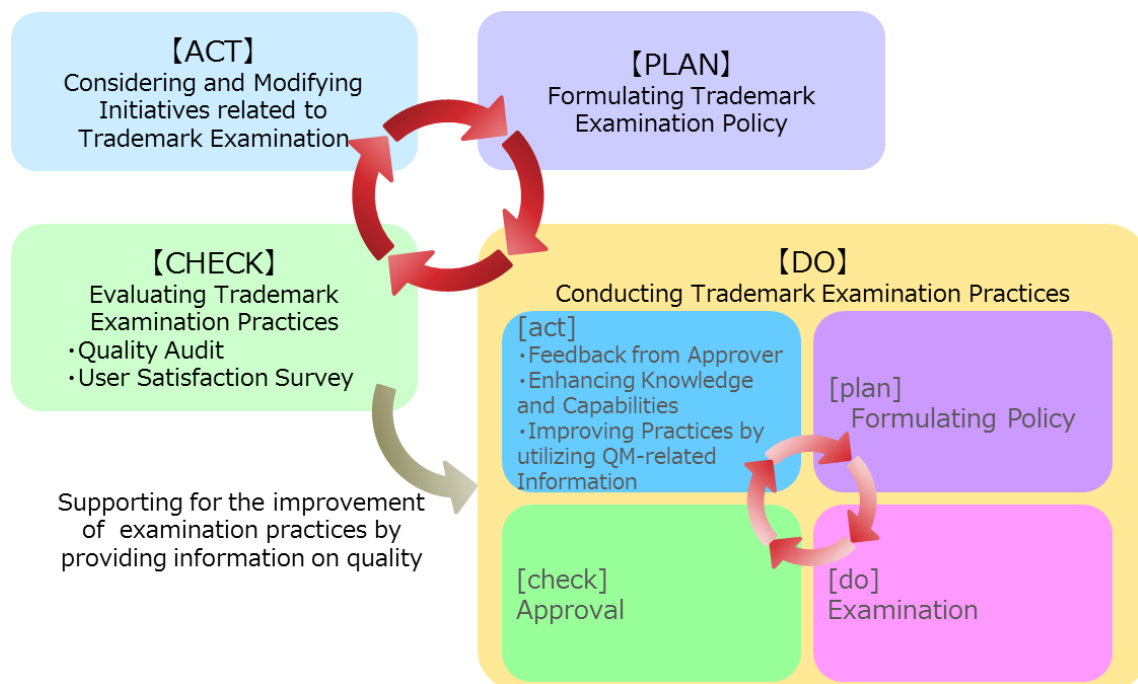 【ACT】
Considering and Modifying
Initiatives related to
Trademark Examination
【PLAN】
Formulating Trademark
Examination Policy
【CHECK】
Evaluating Trademark
Examination Practices
・Quality Audit
・User Satisfaction Survey
【DO】
Conducting Trademark Examination Practices
[act]
・Feedback from Approver
・Enhancing Knowledge
and Capabilities
・Improving Practices by
utilizing QM-related
Information
[plan]
Formulating Policy
[check]
Approval
[do]
Examination
Supporting for the improvement
of examination practices by
providing information on quality